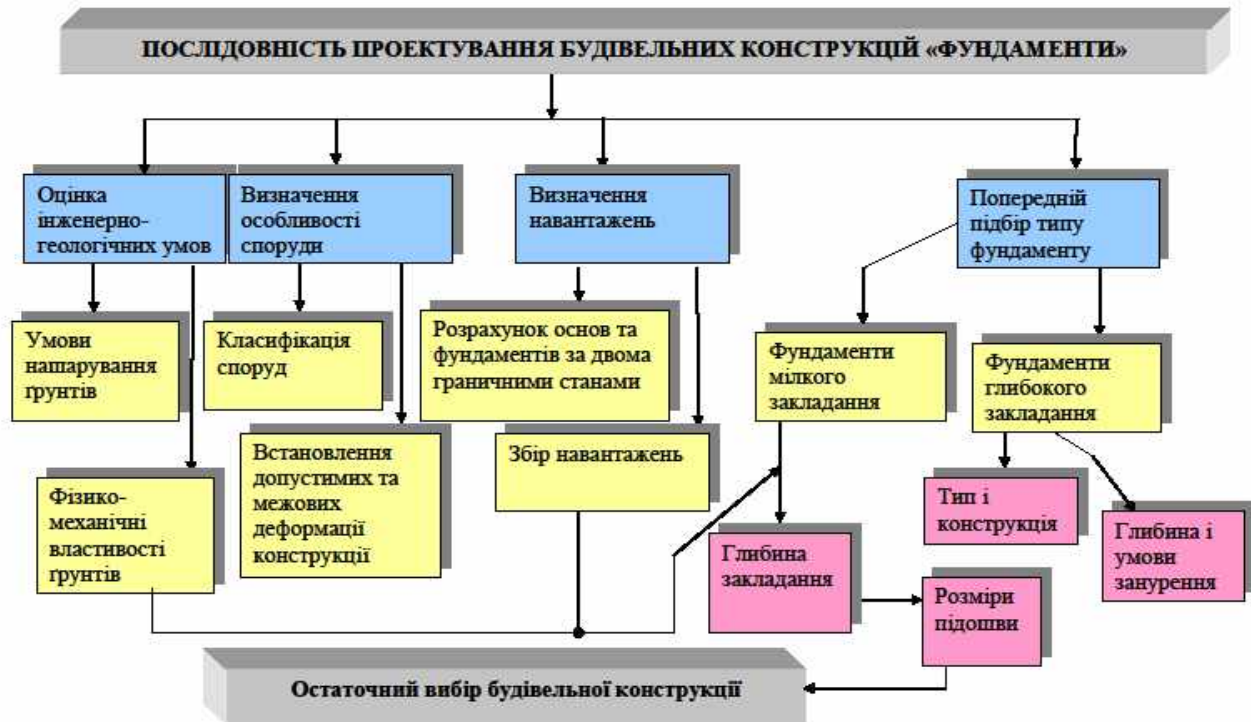 ПОСЛІДОВНІСТЬ ПРОЕКТУВАННЯ БУДІВЕЛЬНИХ КОНСТРУКЦІЙ «ФУНДАМЕНТИ»
Оцінка
інженерно-
геологічних умов
Визначення
особливості
споруди
Визначення
навантажень
Попередній
підбір типу
фундаменту
Умови
нашарування
ґрунтів
Класифікація
споруд
Розрахунок основ та
фундаментів за двома
граничними станами
Фундаменти
мілкого
закладання
Фундаменти
глибокого
закладання
Фізико-
механічні
властивості
ґрунтів
Встановлення
допустимих та
межових
деформації
конструкції
Збір навантажень
Глибина
закладання
Тип і
конструкція
Глибина і
умови
занурення
Розміри
підошви
Остаточний вибір будівельної конструкції